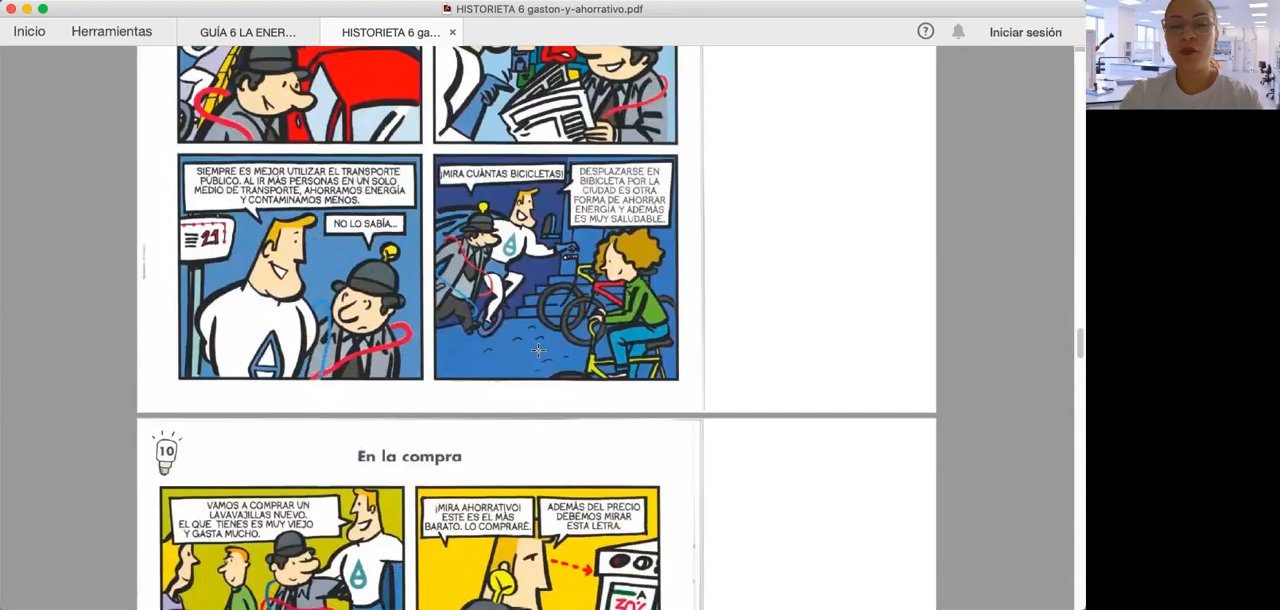 HISTORIETA 6 gaston-y-ahorrativo.pdf
Inicio
Herramientas
GUÍA 6 LA ENER...
HISTORIETA 6 ga...
Iniciar sesión
SIEMPRE ES MEJOR UTILIZAR EL TRANSPORTE
PÚBLICO. AL IR MÁS PERSONAS EN UN SOLO
MEDIO DE TRANSPORTE, AHORRAMOS ENERGÍA
Y CONTAMINAMOS MENOS.
NO LO SABÍA...
21
¡MIRA CUÁNTAS BICICLETAS!
DESPLAZARSE EN
BIBICLETA POR LA
CIUDAD ES OTRA
FORMA DE AHORRAR
ENERGÍA Y ADEMÁS
ES MUY SALUDABLE.
10
En la compra
VAMOS A COMPRAR UN
LAVAVAJILLAS NUEVO.
EL QUE TIENES ES MUY VIEJO
Y GASTA MUCHO.
¡MIRA AHORRATIVO!
ESTE ES EL MÁS
BARATO. LO COMPRARÉ.
ADEMÁS DEL PRECIO
DEBEMOS MIRAR
ESTA LETRA.
A
30%